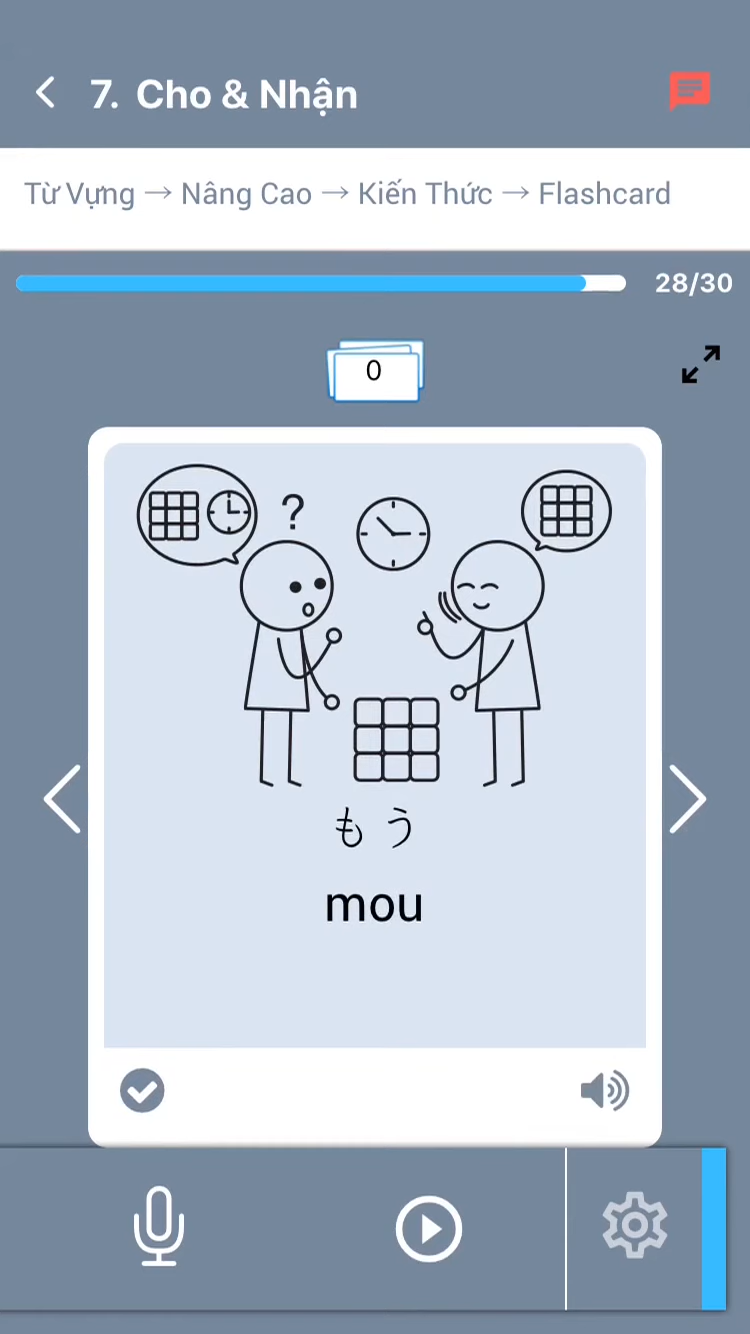 7. Cho & Nhận
Từ Vựng → Nâng Cao → Kiến Thức → Flashcard
28/30
0
?
もう
mou